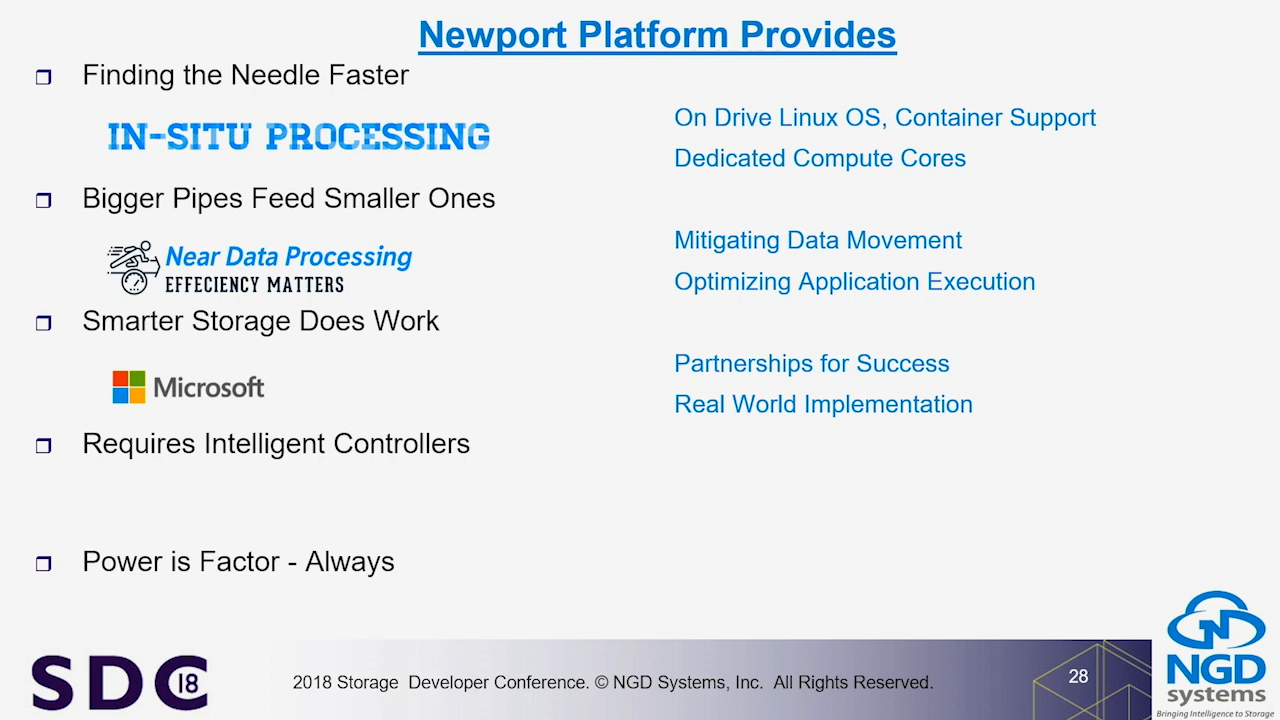 Newport Platform Provides
Finding the Needle Faster
IN-SITU PROCESSING
On Drive Linux OS, Container Support
Dedicated Compute Cores
Bigger Pipes Feed Smaller Ones
Near Data Processing
EFFECIENCY MATTERS
Mitigating Data Movement
Optimizing Application Execution
Smarter Storage Does Work
Microsoft
Partnerships for Success
Real World Implementation
Requires Intelligent Controllers
Power is Factor - Always
SDC 18
2018 Storage Developer Conference. © NGD Systems, Inc. All Rights Reserved.
28
NGD
systems
Bringing Intelligence to Storage